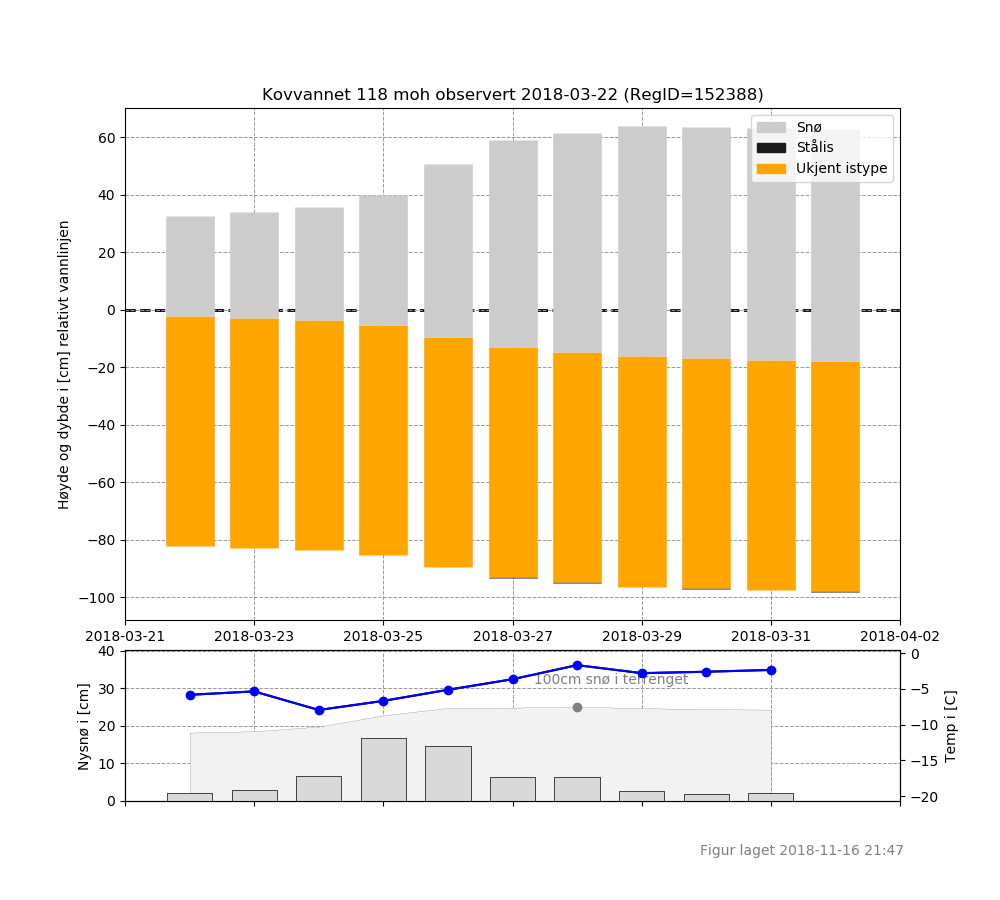 Kovvannet 118 moh observert 2018-03-22 (RegID=152388)
Snø
Stålis
Ukjent istype
Høyde og dybde i [cm] relativt vannlinjen
60
40
20
0
−20
−40
−60
−80
−100
2018-03-21 2018-03-23 2018-03-25 2018-03-27 2018-03-29 2018-03-31 2018-04-02
Nysnø i [cm]
40
30
20
10
0
100cm snø i terrenget
0
−5
−10
−15
−20
Temp i [C]
Figur laget 2018-11-16 21:47